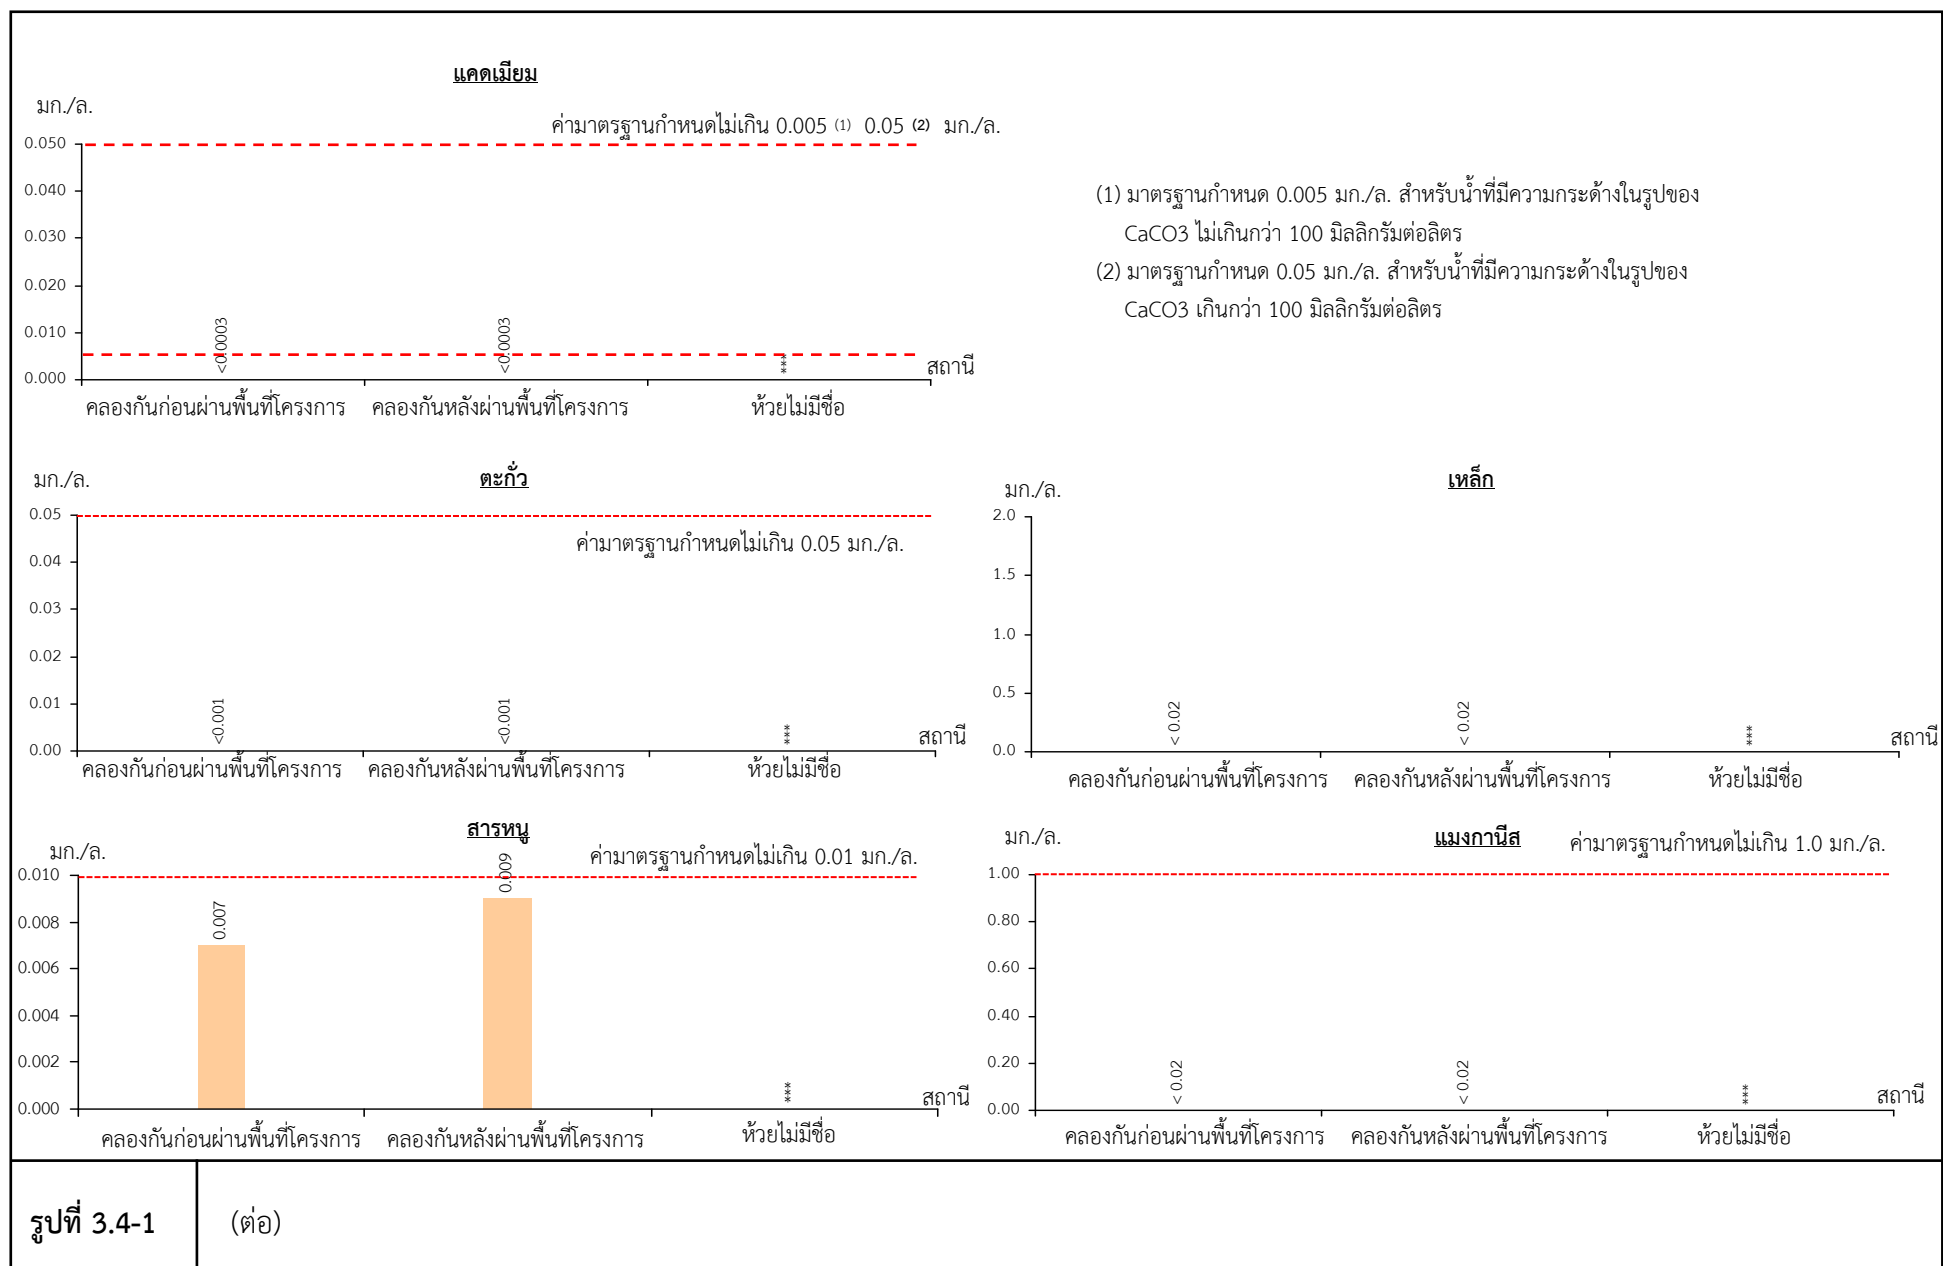 แคดเมียม
มก./ล.
ค่ามาตรฐานกำหนดไม่เกิน 0.005 (1) 0.05 (2) มก./ล.
0.050
0.040
0.030
0.020
0.010
0.000
<0.0003
<0.0003
***
สถานี
คลองกันก่อนผ่านพื้นที่โครงการ คลองกันหลังผ่านพื้นที่โครงการ ห้วยไม่มีชื่อ
(1) มาตรฐานกำหนด 0.005 มก./ล. สำหรับน้ำที่มีความกระด้างในรูปของ
CaCO3 ไม่เกินกว่า 100 มิลลิกรัมต่อลิตร
(2) มาตรฐานกำหนด 0.05 มก./ล. สำหรับน้ำที่มีความกระด้างในรูปของ
CaCO3 เกินกว่า 100 มิลลิกรัมต่อลิตร
ตะกั่ว
มก./ล.
0.05
0.04
0.03
0.02
0.01
0.00
ค่ามาตรฐานกำหนดไม่เกิน 0.05 มก./ล.
<0.001
<0.001
***
สถานี
คลองกันก่อนผ่านพื้นที่โครงการ คลองกันหลังผ่านพื้นที่โครงการ ห้วยไม่มีชื่อ
เหล็ก
มก./ล.
2.0
1.5
1.0
0.5
0.0
< 0.02
< 0.02
***
สถานี
คลองกันก่อนผ่านพื้นที่โครงการ คลองกันหลังผ่านพื้นที่โครงการ ห้วยไม่มีชื่อ
สารหนู
มก./ล.
ค่ามาตรฐานกำหนดไม่เกิน 0.01 มก./ล.
0.010
0.008
0.006
0.004
0.002
0.000
0.007
0.009
***
สถานี
คลองกันก่อนผ่านพื้นที่โครงการ คลองกันหลังผ่านพื้นที่โครงการ ห้วยไม่มีชื่อ
แมงกานีส
มก./ล.
ค่ามาตรฐานกำหนดไม่เกิน 1.0 มก./ล.
1.00
0.80
0.60
0.40
0.20
0.00
< 0.02
< 0.02
***
สถานี
คลองกันก่อนผ่านพื้นที่โครงการ คลองกันหลังผ่านพื้นที่โครงการ ห้วยไม่มีชื่อ
รูปที่ 3.4-1 (ต่อ)